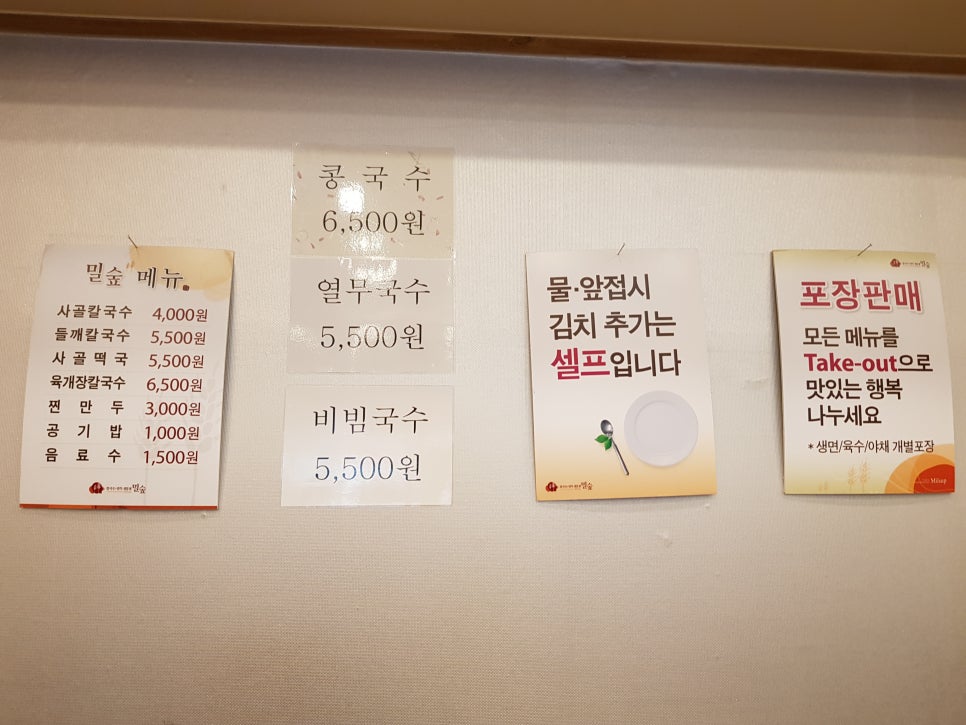 밀숲 메뉴
사골칼국수 4,000원
들깨칼국수 5,500원
사골떡국 5,500원
육개장칼국수 6,500원
찐만두 3,000원
공기밥 1,000원
음료수 1,500원
밀숲
콩국수
6,500원
열무국수
5,500원
비빔국수
5,500원
물·앞접시
김치 추가는
셀프입니다
밀숲
밀숲
포장판매
모든 메뉴를
Take-out으로
맛있는 행복
나누세요
* 생면/육수/야채 개별포장
Milsup